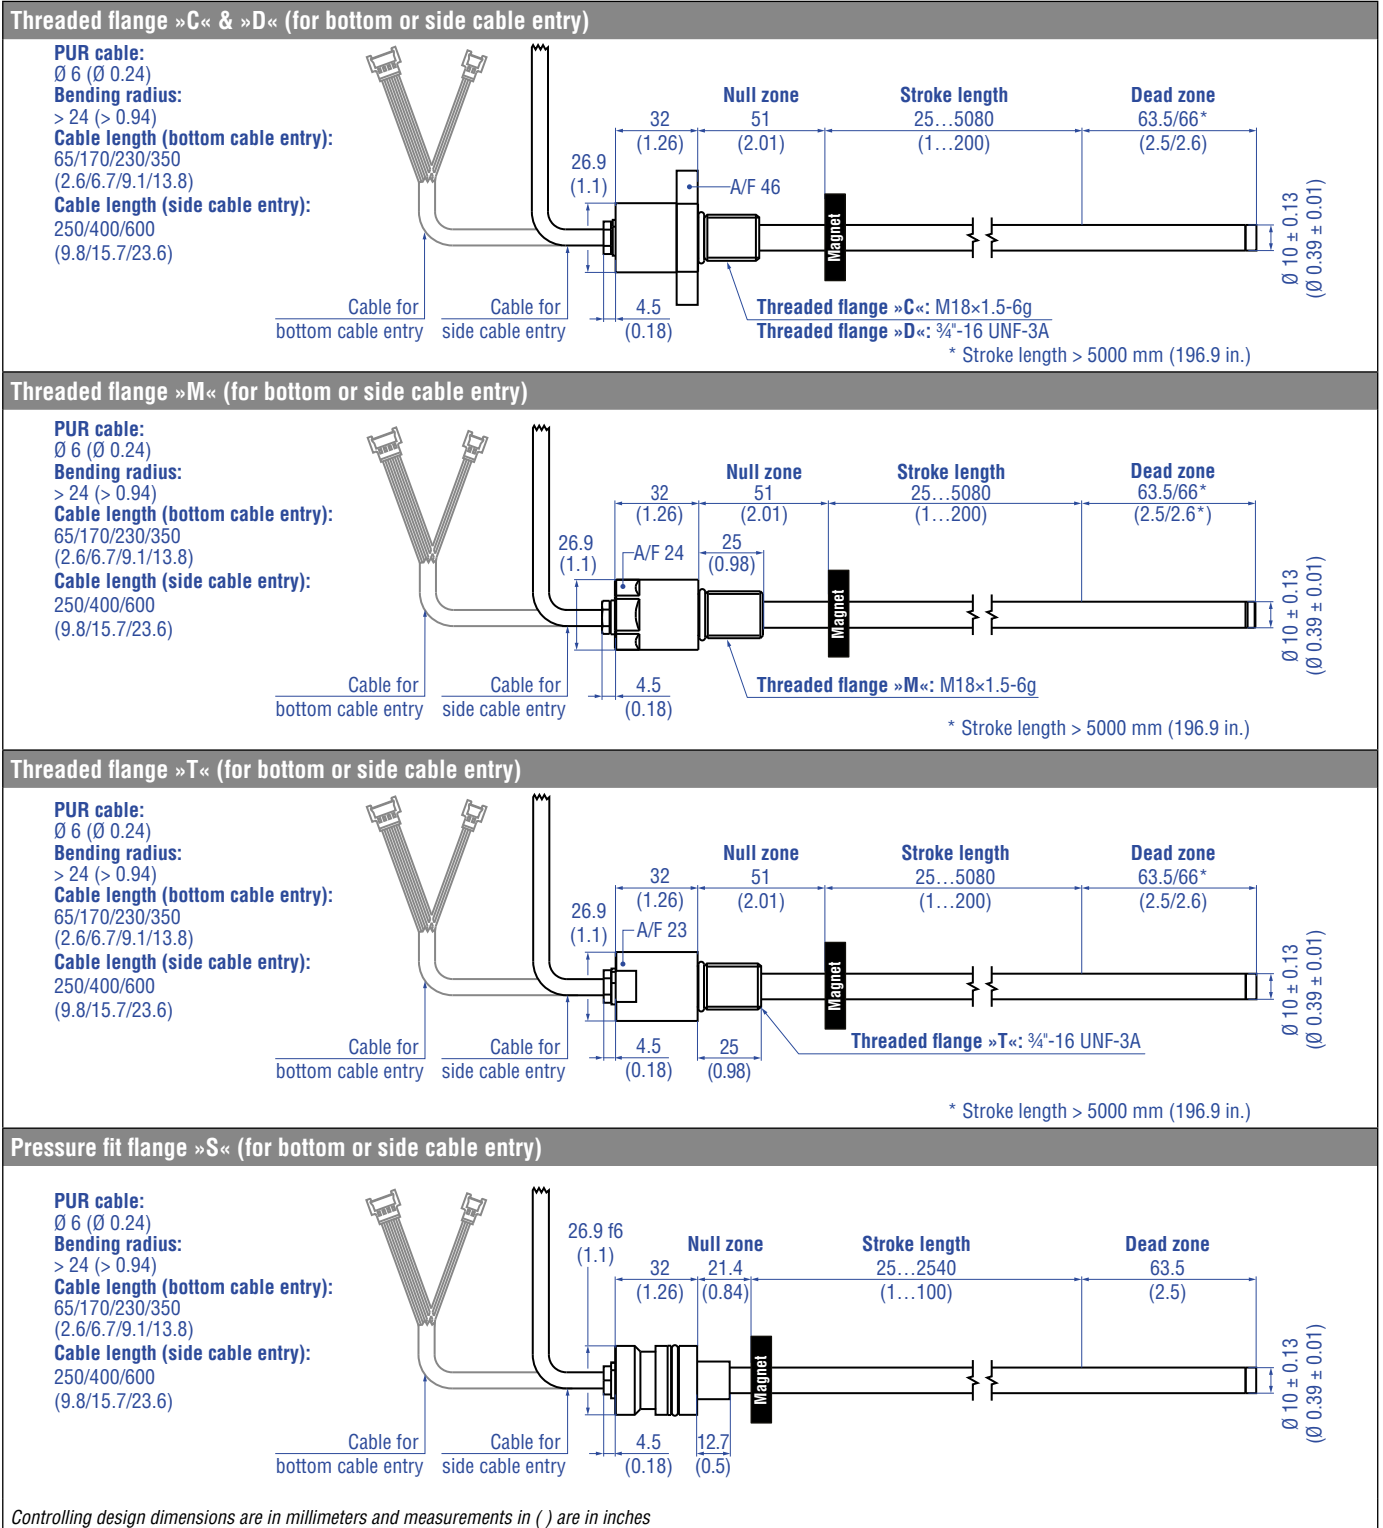 Threaded flange »C« & »D« (for bottom or side cable entry)
PUR cable:
Ø 6 (Ø 0.24)
Bending radius:
> 24 (> 0.94)
Cable length (bottom cable entry):
65/170/230/350
(2.6/6.7/9.1/13.8)
Cable length (side cable entry):
250/400/600
(9.8/15.7/23.6)
Null zone
Stroke length
Dead zone
32
51
25…5080
63.5/66*
(1.26)
(2.01)
(1…200)
(2.5/2.6)
26.9
(1.1)
A/F 46
Magnet
Ø 10 ± 0.13
(Ø 0.39 ± 0.01)
Cable for
bottom cable entry
Cable for
side cable entry
4.5
(0.18)
Threaded flange »C«: M18×1.5-6g
Threaded flange »D«: ¾"-16 UNF-3A
* Stroke length > 5000 mm (196.9 in.)
Threaded flange »M« (for bottom or side cable entry)
PUR cable:
Ø 6 (Ø 0.24)
Bending radius:
> 24 (> 0.94)
Cable length (bottom cable entry):
65/170/230/350
(2.6/6.7/9.1/13.8)
Cable length (side cable entry):
250/400/600
(9.8/15.7/23.6)
Null zone
Stroke length
Dead zone
32
51
25…5080
63.5/66*
(1.26)
(2.01)
(1…200)
(2.5/2.6*)
26.9
(1.1)
A/F 24
25
(0.98)
Magnet
Ø 10 ± 0.13
(Ø 0.39 ± 0.01)
Cable for
bottom cable entry
Cable for
side cable entry
4.5
(0.18)
Threaded flange »M«: M18×1.5-6g
* Stroke length > 5000 mm (196.9 in.)
Threaded flange »T« (for bottom or side cable entry)
PUR cable:
Ø 6 (Ø 0.24)
Bending radius:
> 24 (> 0.94)
Cable length (bottom cable entry):
65/170/230/350
(2.6/6.7/9.1/13.8)
Cable length (side cable entry):
250/400/600
(9.8/15.7/23.6)
Null zone
Stroke length
Dead zone
32
51
25…5080
63.5/66*
(1.26)
(2.01)
(1…200)
(2.5/2.6)
26.9
(1.1)
A/F 23
Magnet
Ø 10 ± 0.13
(Ø 0.39 ± 0.01)
Threaded flange »T«: ¾"-16 UNF-3A
Cable for
bottom cable entry
Cable for
side cable entry
4.5
(0.18)
25
(0.98)
* Stroke length > 5000 mm (196.9 in.)
Pressure fit flange »S« (for bottom or side cable entry)
PUR cable:
Ø 6 (Ø 0.24)
Bending radius:
> 24 (> 0.94)
Cable length (bottom cable entry):
65/170/230/350
(2.6/6.7/9.1/13.8)
Cable length (side cable entry):
250/400/600
(9.8/15.7/23.6)
26.9 f6
(1.1)
Null zone
Stroke length
Dead zone
32
21.4
25…2540
63.5
(1.26)
(0.84)
(1…100)
(2.5)
Magnet
Ø 10 ± 0.13
(Ø 0.39 ± 0.01)
Cable for
bottom cable entry
Cable for
side cable entry
4.5
(0.18)
12.7
(0.5)
Controlling design dimensions are in millimeters and measurements in ( ) are in inches